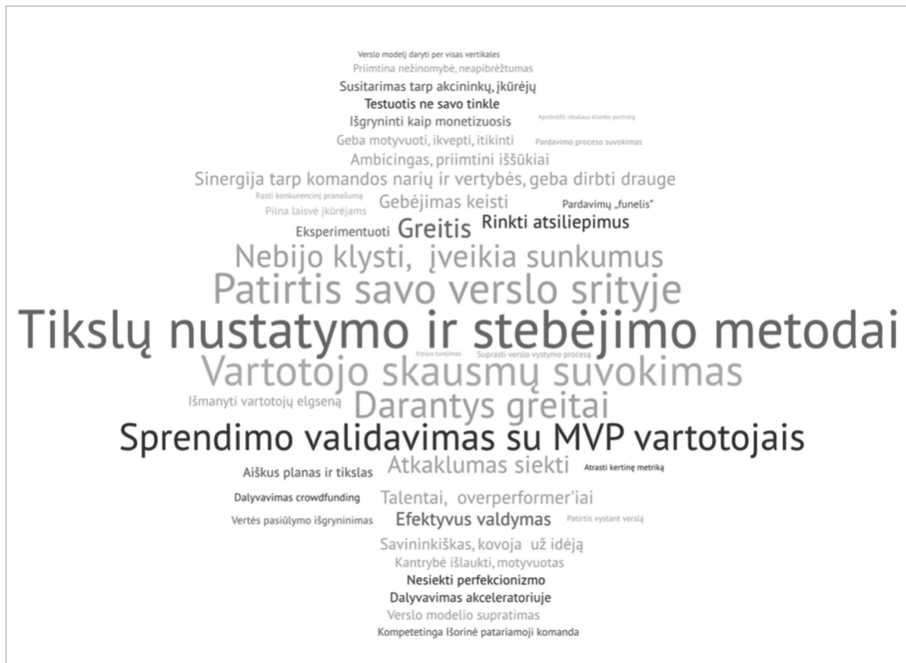 Verslo modelį daryti per visas vertikales
Priimtina nežinomybė, neapibrėžtumas
Susitarimas tarp akcininkų, įkūrėjų
Testuotis ne savo tinkle
Išgryninti kaip monetizuosis
Apsibrėžti idealaus kliento portretą
Geba motyvuoti, ikvepti, itikinti
Pardavimo proceso suvokimas
Ambicingas, priimtini iššūkiai
Sinergija tarp komandos narių ir vertybės, geba dirbti drauge
Rasti konkurencinį pranašumą
Gebėjimas keisti
Pardavimų „funelis“
Pilna laisvė įkūrėjams
Eksperimentuoti
Greitis
Rinkti atsiliepimus
Nebijo klysti, įveikia sunkumus
Patirtis savo verslo srityje
Tikslų nustatymo ir stebėjimo metodai
Vizijos turėjimas
Suprasti verslo vystymo procesą
Vartotojo skausmų suvokimas
Išmanyti vartotojų elgseną
Darantys greitai
Sprendimo validavimas su MVP vartotojais
Aiškus planas ir tikslas
Atkaklumas siekti
Atrasti kertinę metriką
Dalyvavimas crowdfunding
Talentai, overperformer'iai
Vertės pasiūlymo išgryninimas
Efektyvus valdymas
Patirtis vystant verslą
Savininkiškas, kovoja už idėją
Kantrybė išlaukti, motyvuotas
Nesiekti perfekcionizmo
Dalyvavimas akceleratoriuje
Verslo modelio supratimas
Kompetetinga Išorinė patariamoji komanda